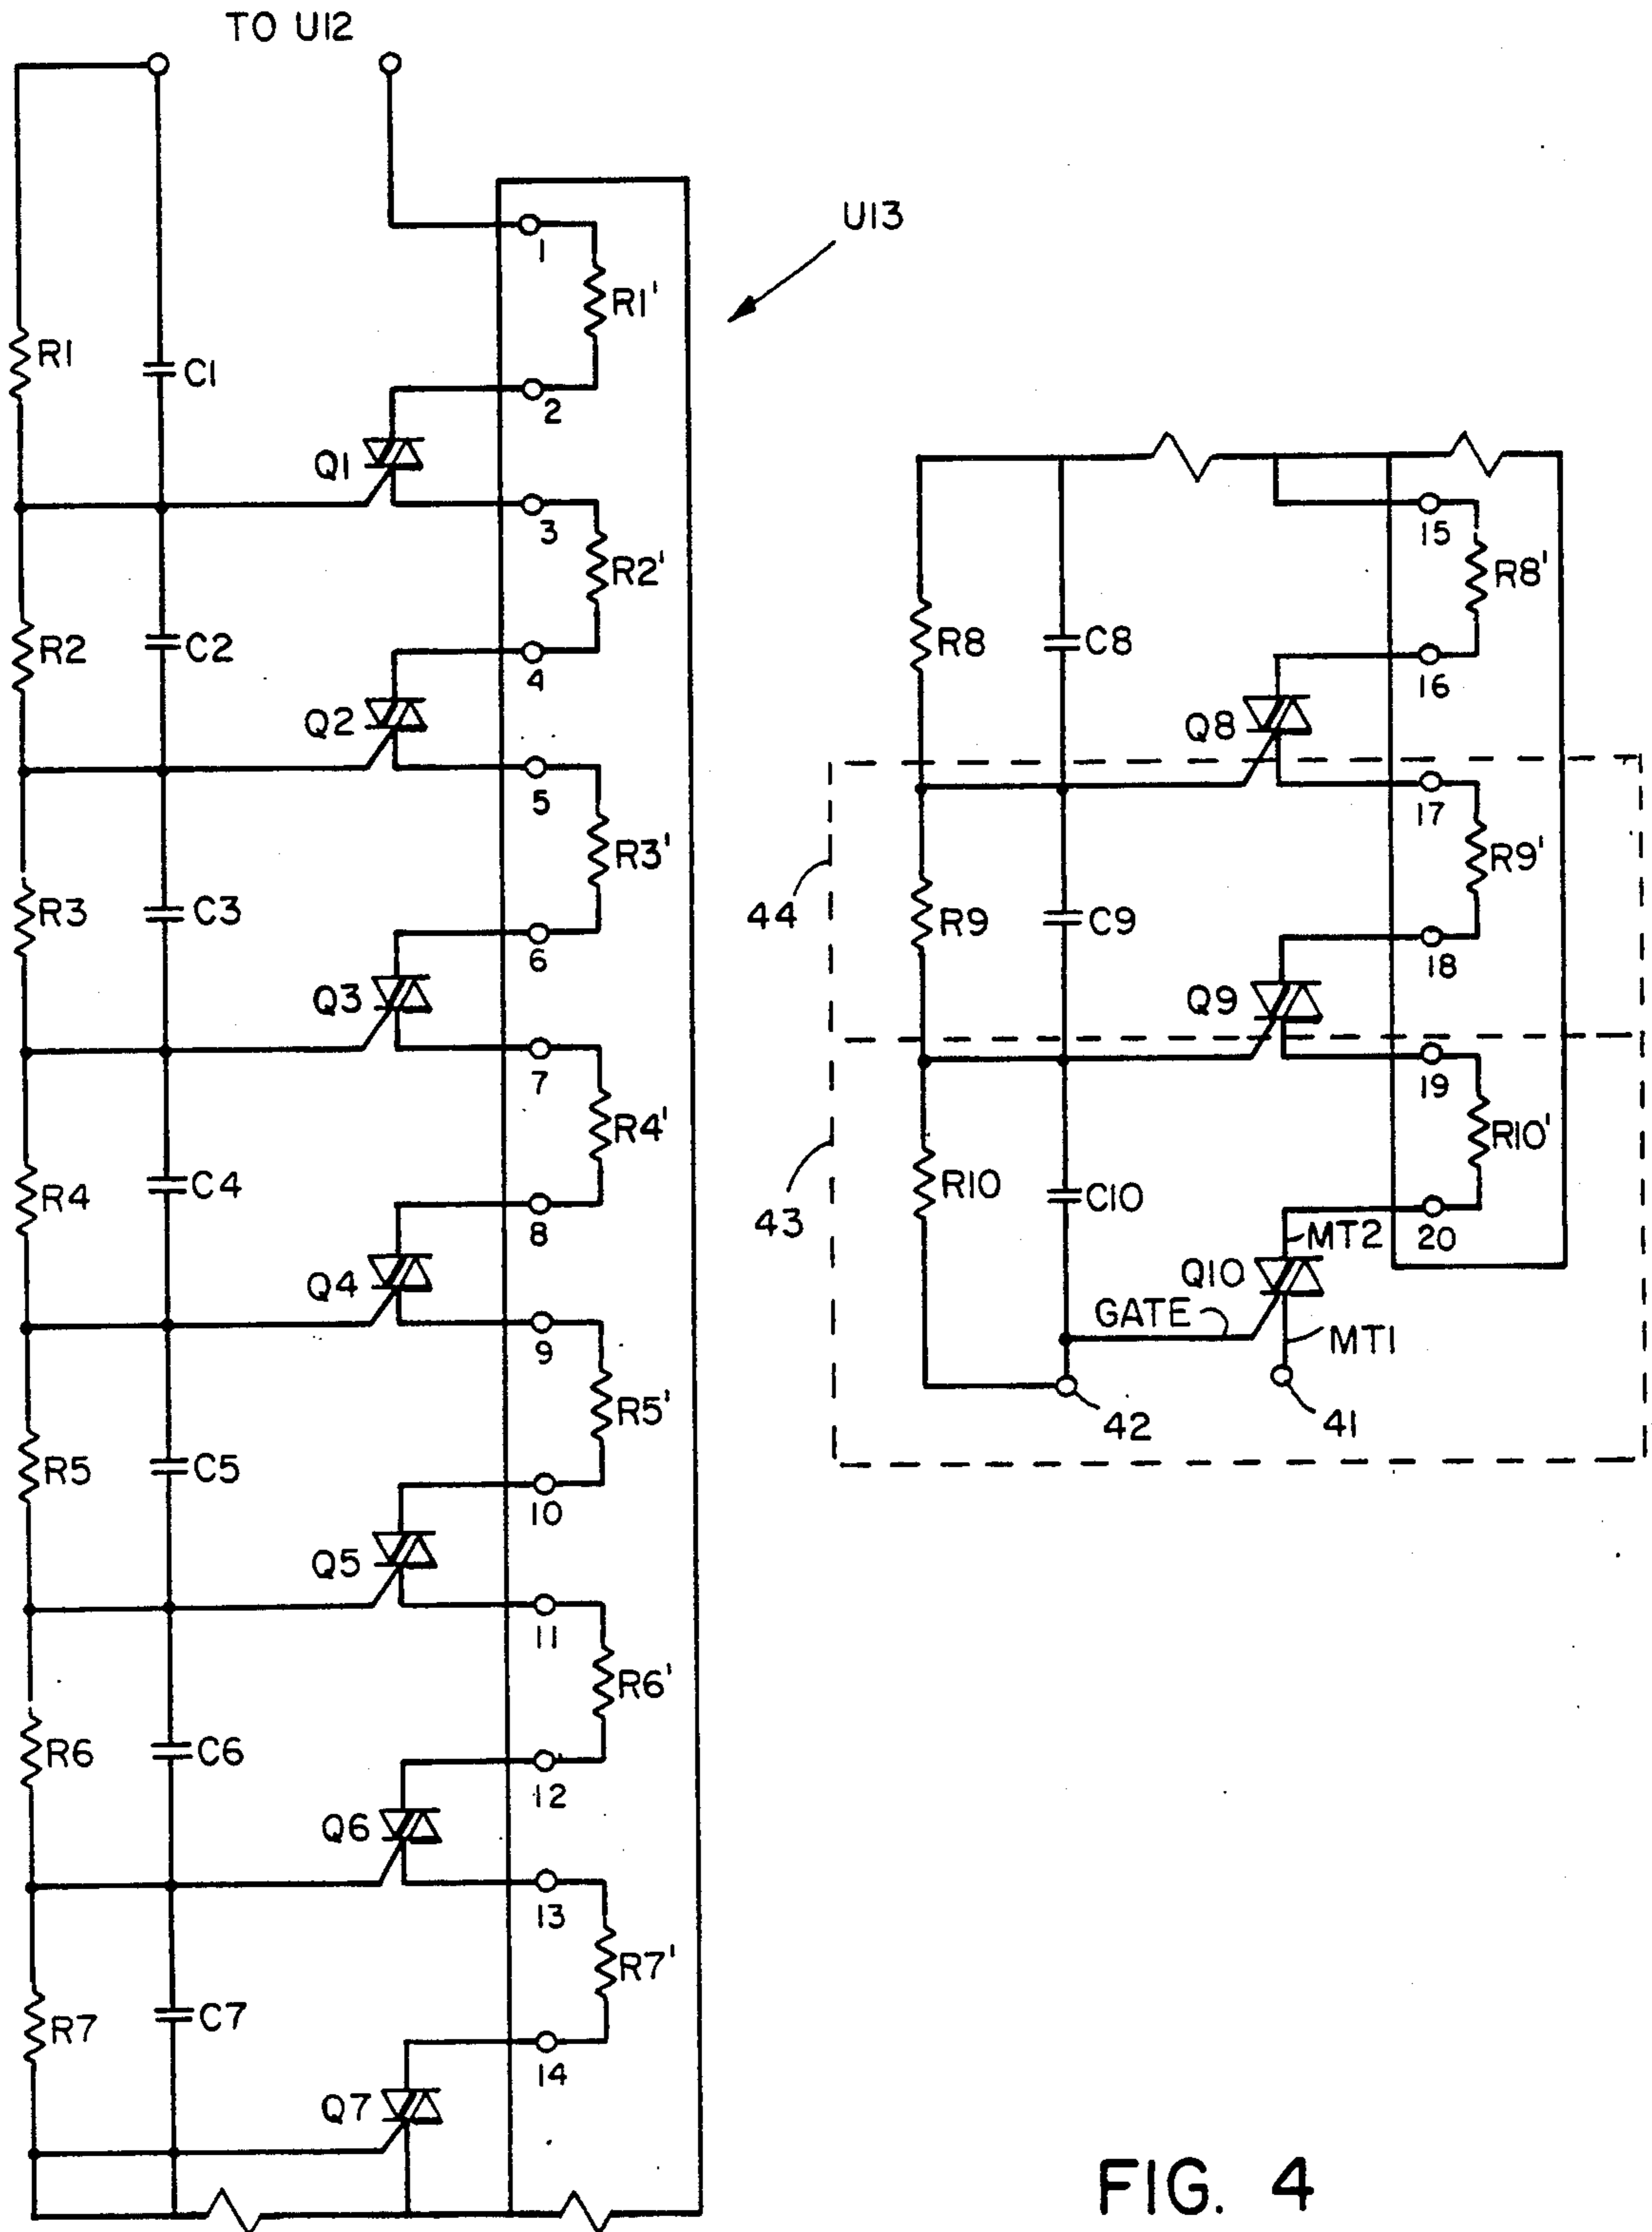 TO U12
U13
1
R1'
R1
C1
2
Q1
3
R2'
R2
C2
4
Q2
5
R3'
R3
C3
6
Q3
7
R4'
R4
C4
8
Q4
9
R5'
R5
C5
10
Q5
11
R6'
R6
C6
12
Q6
13
R7'
R7
C7
14
Q7
15
R8'
R8
C8
16
Q8
17
R9'
44
R9
C9
18
Q9
19
R10'
43
R10
C10
20
MT2
Q10
GATE
MT1
42
41
FIG. 4